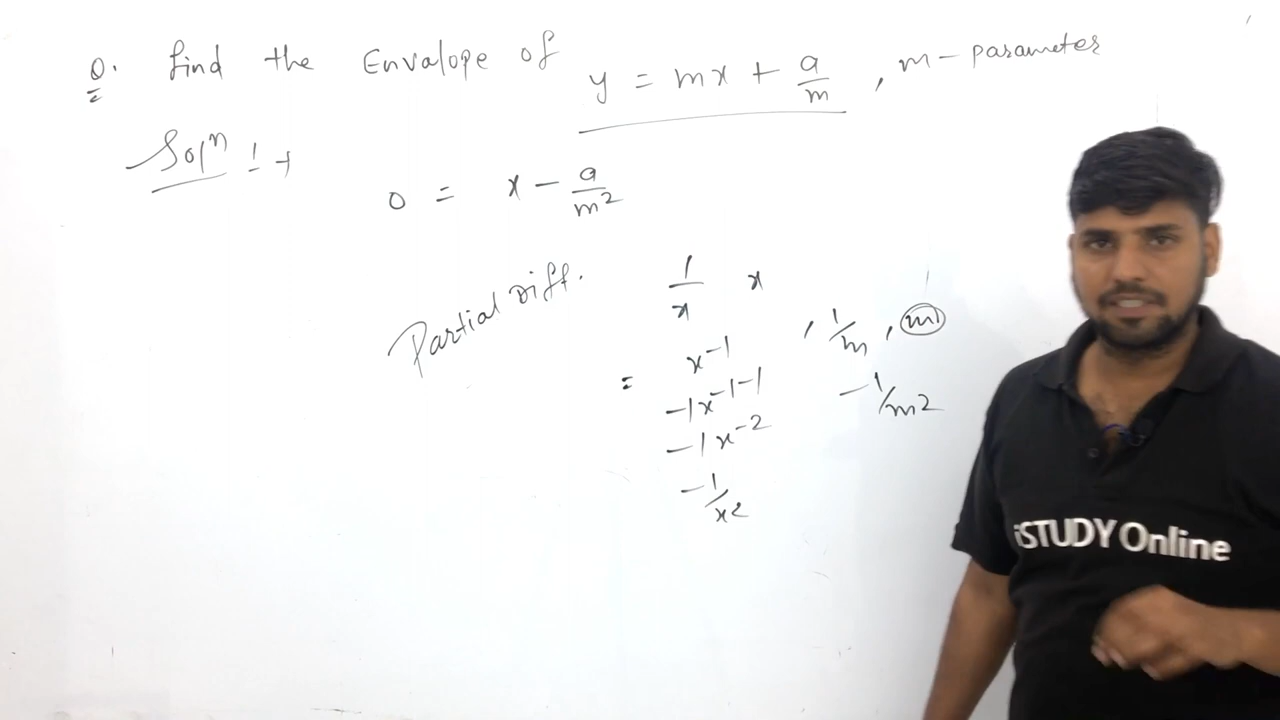 Q. find the Envalope of y = mx + a/m , m - parameter
Solⁿ :+
0 = x - a/m²
Partial Diff.
1/x x
= x⁻¹ , 1/m , m
-1x⁻¹⁻¹ -1/m2
-1x⁻²
-1/x2
iSTUDY Online